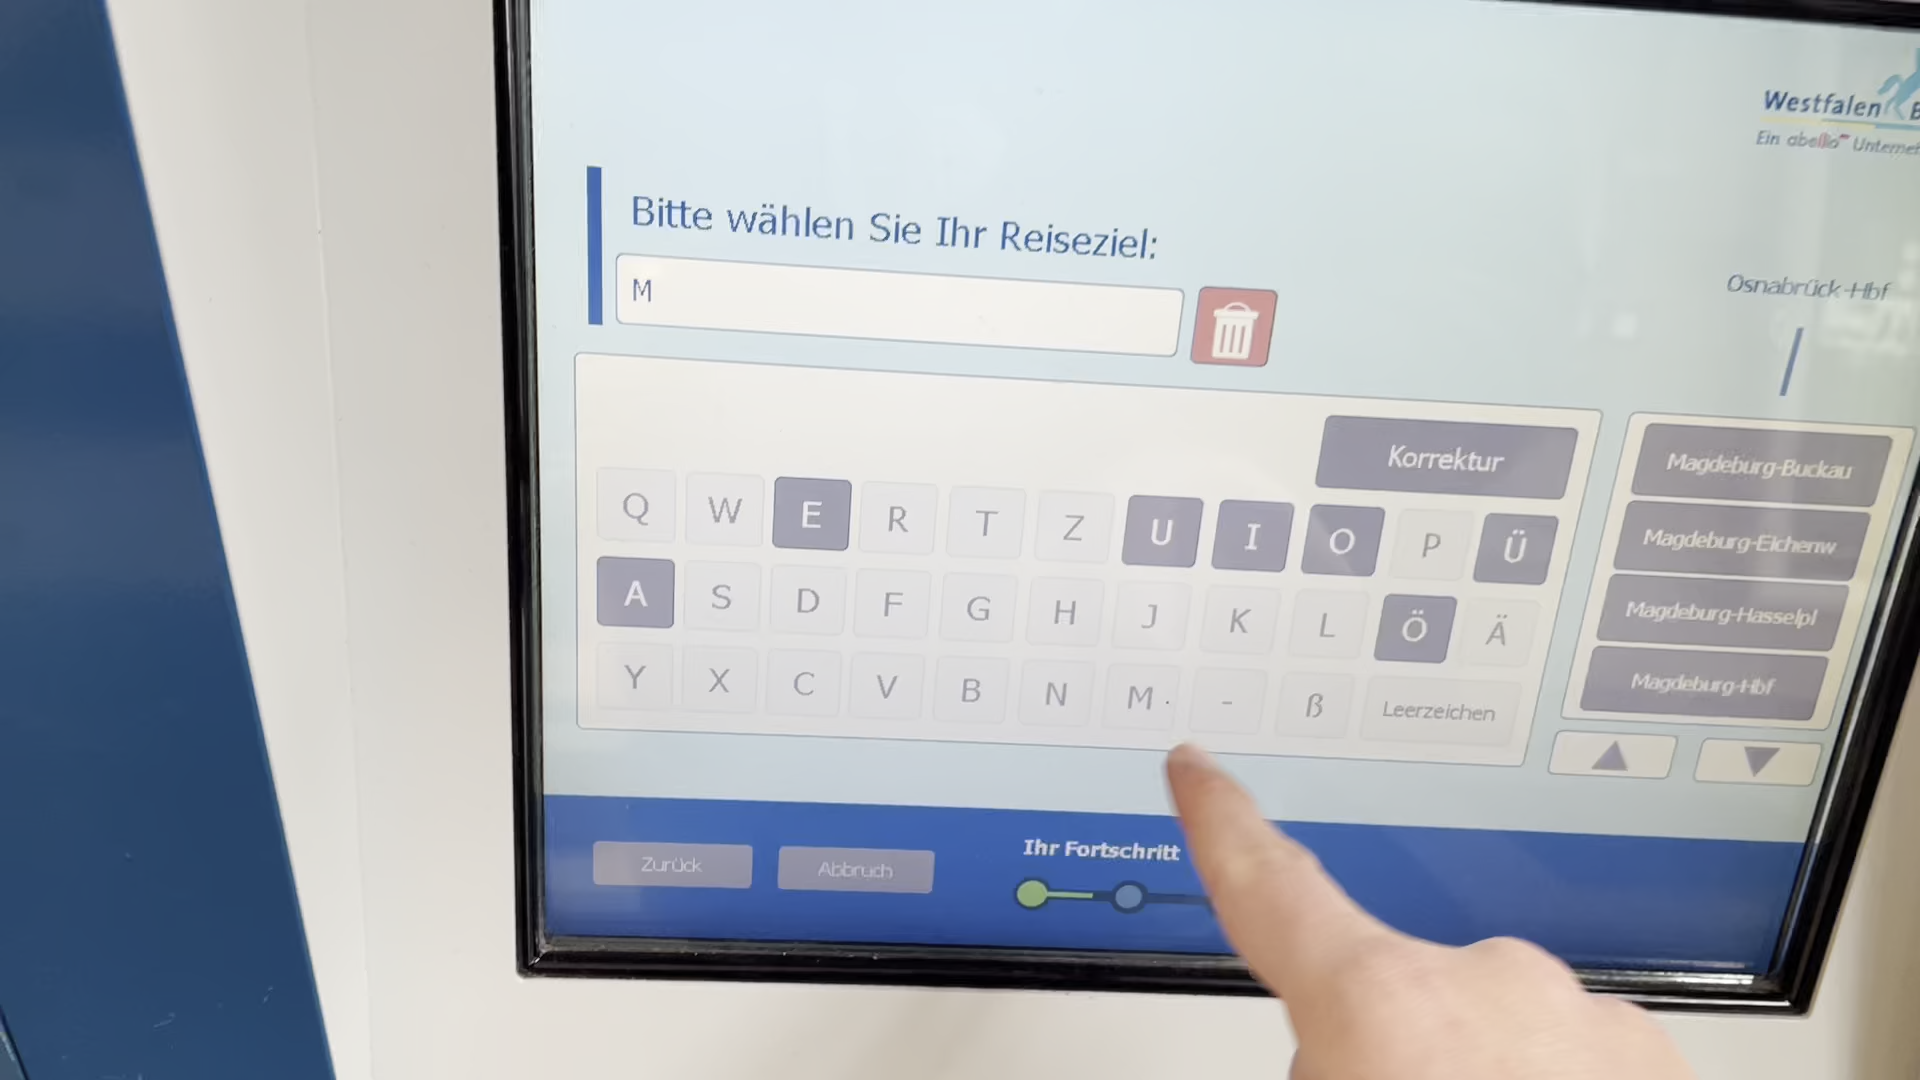 Westfalen
Ein abellio
Bitte wählen Sie Ihr Reiseziel:
M
Osnabrück-Hbf
Korrektur
Magdeburg-Buckau
Q W E R T Z U I O P Ü
Magdeburg-Eichenw
A S D F G H J K L Ö Ä
Magdeburg-Hasselpl
Y X C V B N M - ß Leerzeichen
Magdeburg-Hbf
Zurück
Abbruch
Ihr Fortschritt